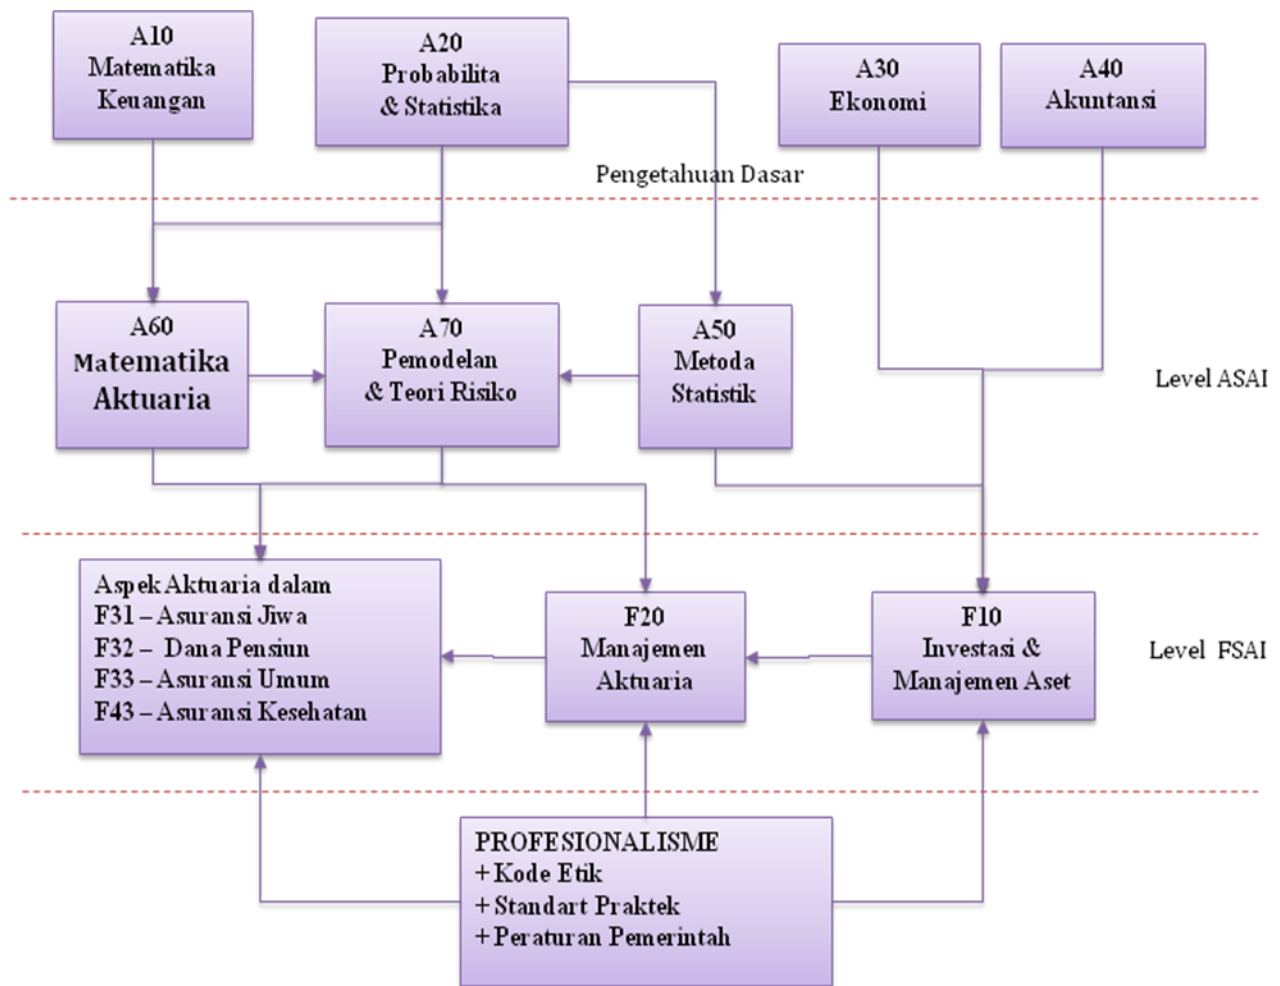 A10
Matematika
Keuangan
A20
Probabilita
& Statistika
A30
Ekonomi
A40
Akuntansi
Pengetahuan Dasar
A60
Matematika
Aktuaria
A70
Pemodelan
& Teori Risiko
A50
Metoda
Statistik
Level ASAI
Aspek Aktuaria dalam
F31 – Asuransi Jiwa
F32 – Dana Pensiun
F33 – Asuransi Umum
F43 – Asuransi Kesehatan
F20
Manajemen
Aktuaria
F10
Investasi &
Manajemen Aset
Level FSAI
PROFESIONALISME
+ Kode Etik
+ Standart Praktek
+ Peraturan Pemerintah